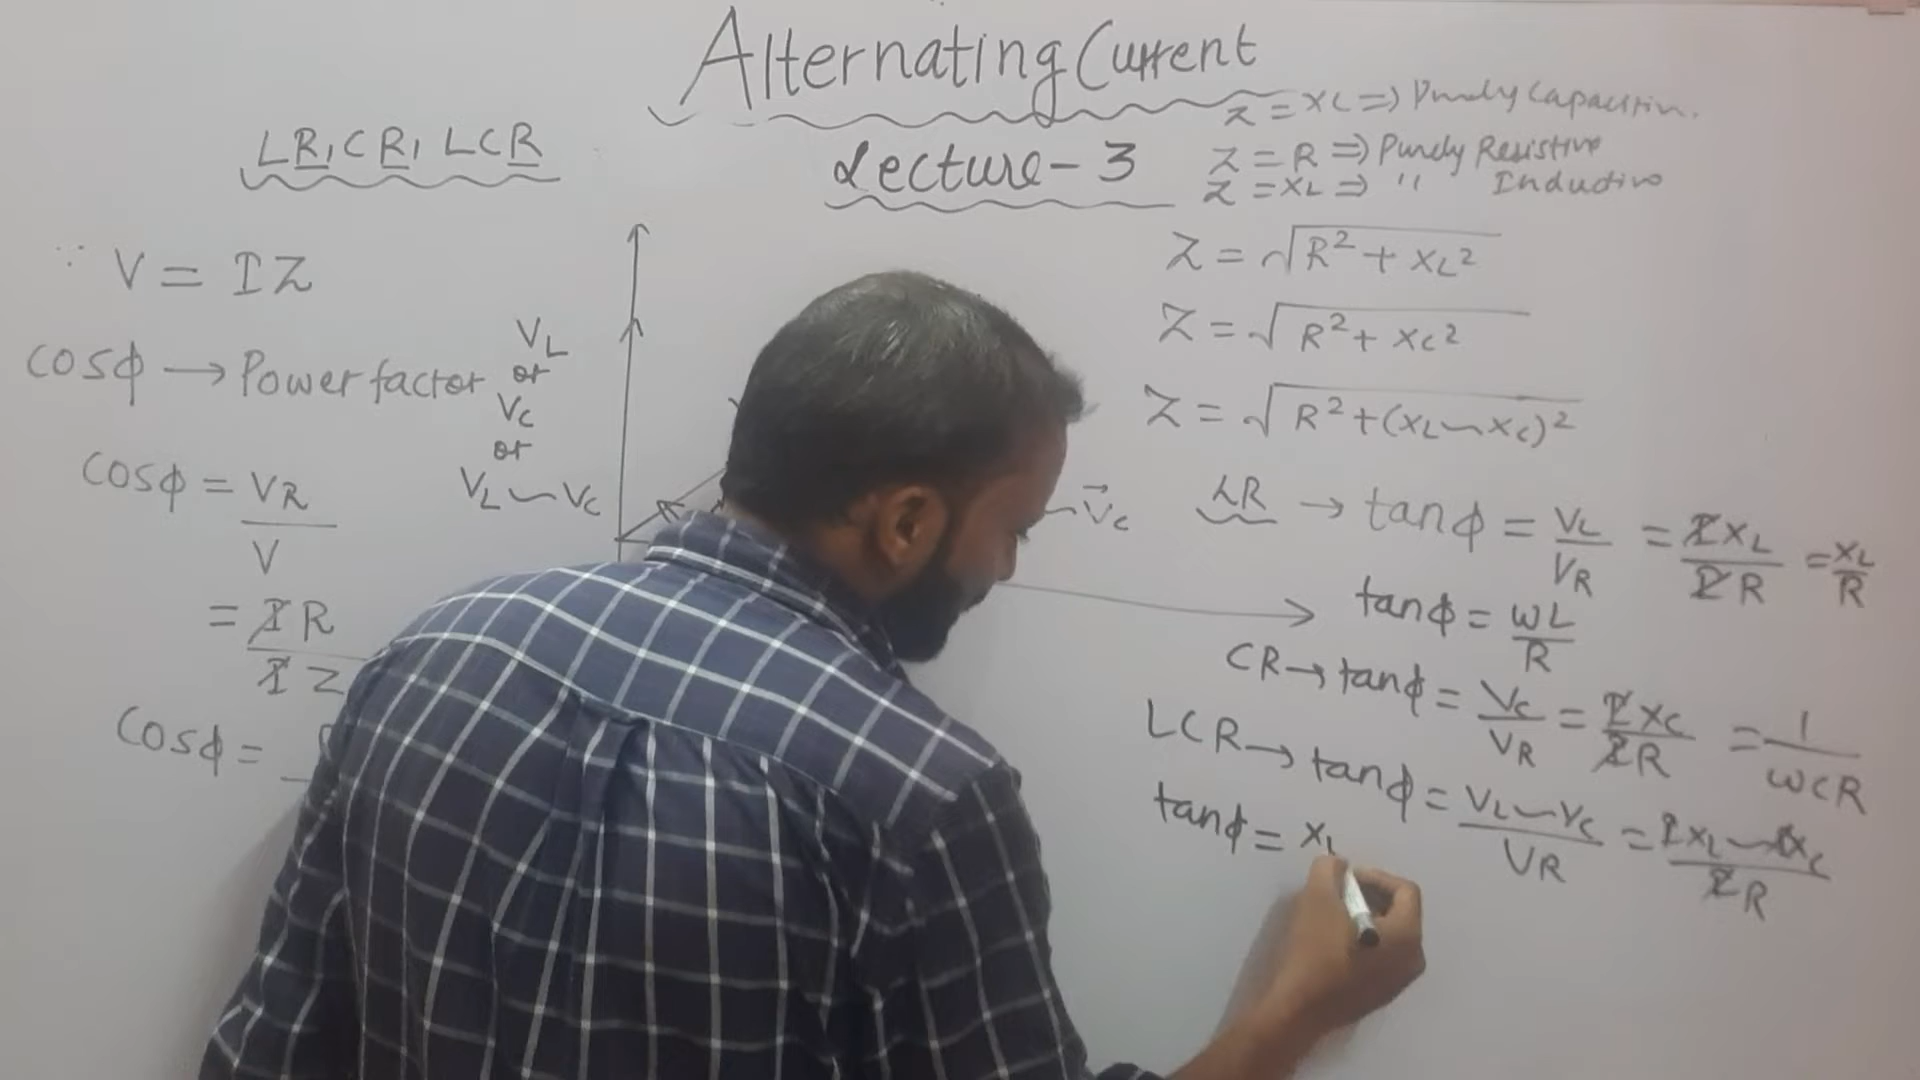 Alternating Current
Z = XC => Purely Capacitive.
LR, CR, LCR
Lecture - 3
Z = R => Purely Resistive
Z = XL => " Inductive
∵ V = IZ
Z = √R² + XL²
Z = √R² + XC²
Z = √R² + (XL ∼ XC)²
cosϕ → Power factor
VL
or
VC
or
VL ∼ VC
∼ V⃗C
cosϕ = VR/V
= IR/IZ
cosϕ =
LR → tanϕ = VL/VR = IXL/IR = XL/R
tanϕ = ωL/R
CR → tanϕ = VC/VR = IXC/IR = 1/ωCR
LCR → tanϕ = VL ∼ VC/VR = IXL ∼ IXC/IR
tanϕ = XL